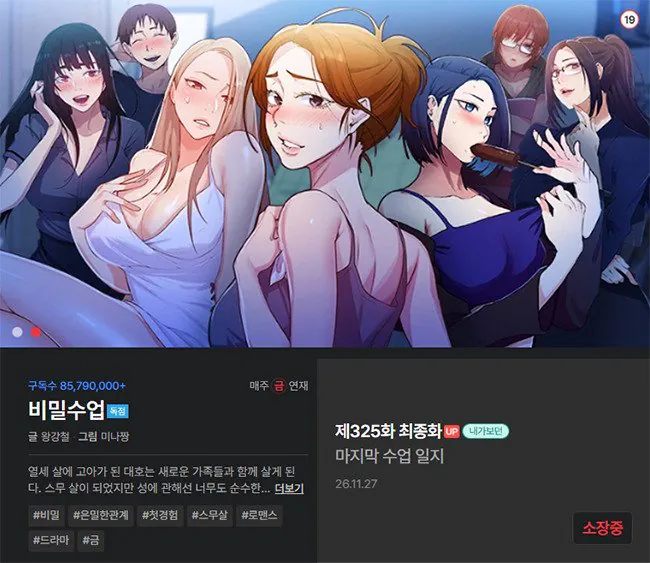 19
구독수 85,790,000+
매주 금 연재
비밀수업 독점
글 왕강철 · 그림 미나짱
열세 살에 고아가 된 대호는 새로운 가족들과 함께 살게 된
다. 스무 살이 되었지만 성에 관해선 너무도 순수한... 더보기
#비밀 #은밀한관계 #첫경험 #스무살 #로맨스
#드라마 #금
제325화 최종화 UP 내가보던
마지막 수업 일지
26.11.27
소장중